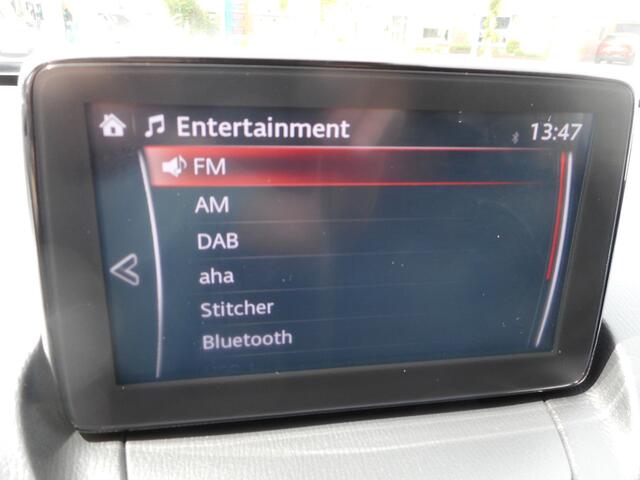 Entertainment 13:47
FM
AM
DAB
aha
Stitcher
Bluetooth